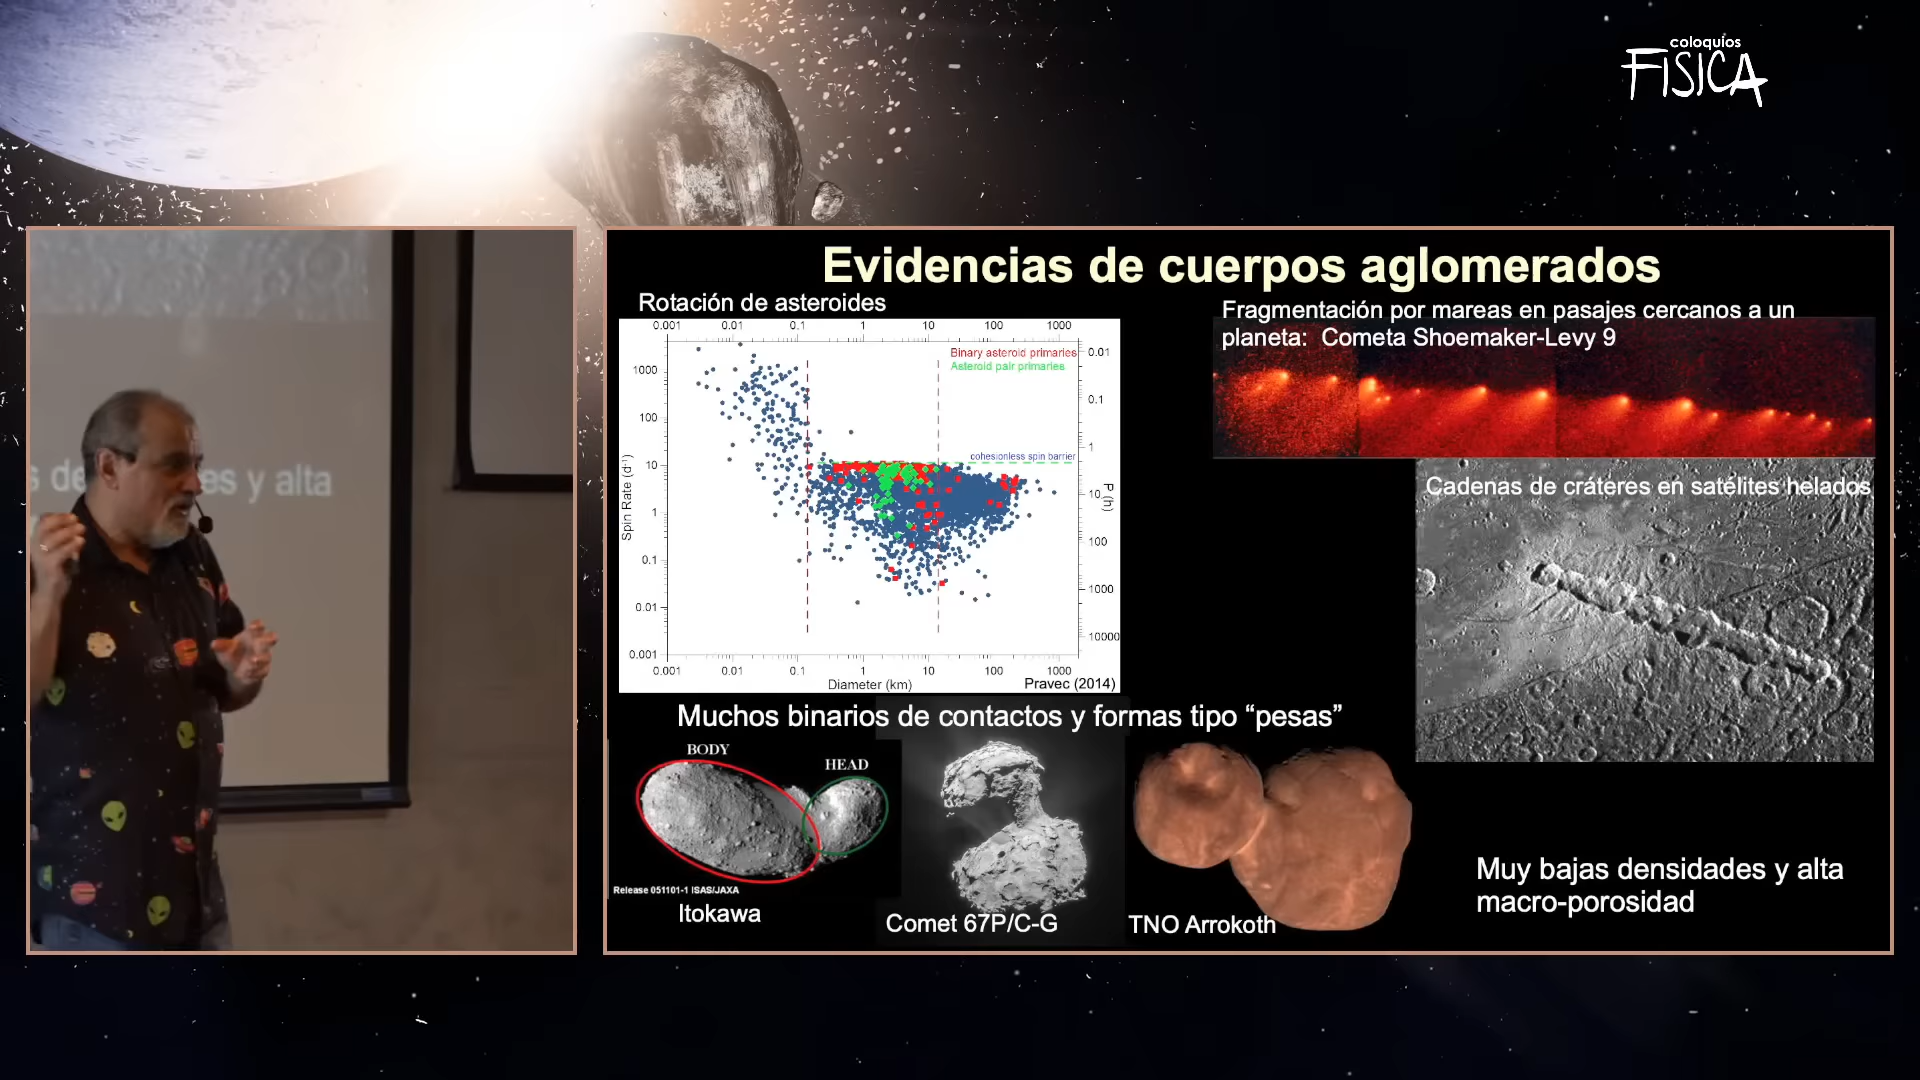 coloquios
FISICA
s de
es y alta
Evidencias de cuerpos aglomerados
Rotación de asteroides
0.001 0.01 0.1 1 10 100 1000
Binary asteroid primaries
Asteroid pair primaries
cohesionless spin barrier
1000
100
10
1
0.1
0.01
0.001
Spin Rate (d⁻¹)
0.01
0.1
1
10
100
1000
10000
P (h)
0.001 0.01 0.1 1 10 100 1000
Diameter (km)
Pravec (2014)
Fragmentación por mareas en pasajes cercanos a un
planeta: Cometa Shoemaker-Levy 9
Cadenas de cráteres en satélites helados
Muchos binarios de contactos y formas tipo “pesas”
BODY
HEAD
Release 051101-1 ISAS/JAXA
Itokawa
Comet 67P/C-G
TNO Arrokoth
Muy bajas densidades y alta
macro-porosidad